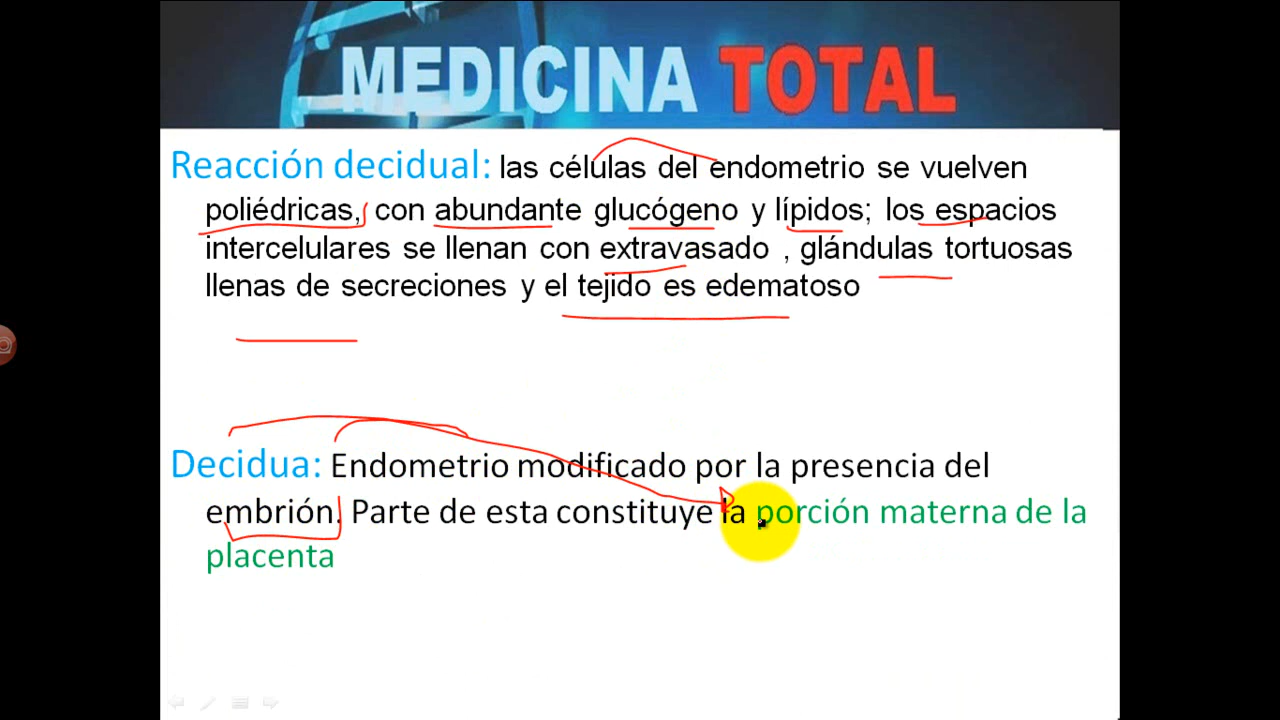 MEDICINA TOTAL
Reacción decidual: las células del endometrio se vuelven
poliédricas, con abundante glucógeno y lípidos; los espacios
intercelulares se llenan con extravasado , glándulas tortuosas
llenas de secreciones y el tejido es edematoso
Decidua: Endometrio modificado por la presencia del
embrión. Parte de esta constituye la porción materna de la
placenta